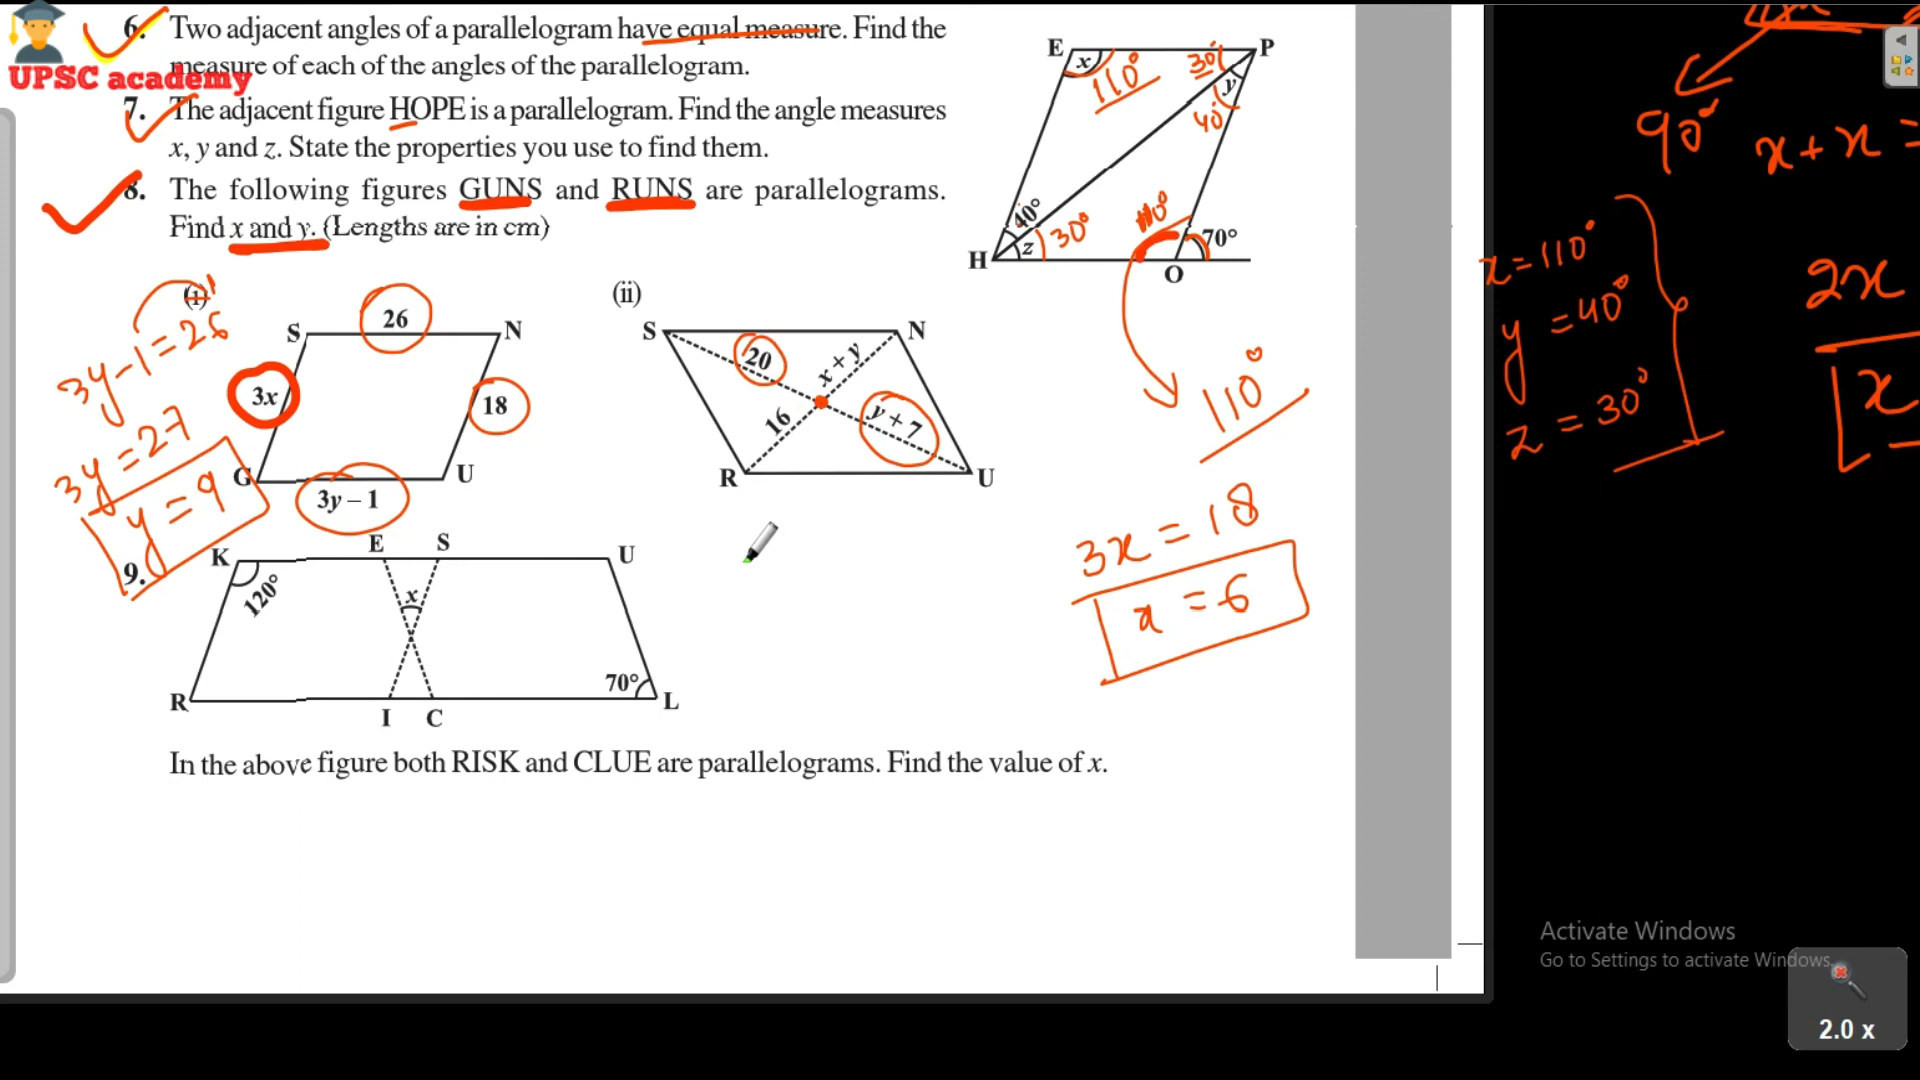 6. Two adjacent angles of a parallelogram have equal measure. Find the
measure of each of the angles of the parallelogram.
UPSC academy
7. The adjacent figure HOPE is a parallelogram. Find the angle measures
x, y and z. State the properties you use to find them.
8. The following figures GUNS and RUNS are parallelograms.
Find x and y. (Lengths are in cm)
E P
x 110° 30° y 40°
40° z 30° 110° 70°
H O
110°
90° x + x =
x = 110°
y = 40°
z = 30°
2x
x
(i)
S 26 N
3x 18
G 3y – 1 U
3y - 1 = 26
3y = 27
y = 9
(ii)
S N
20 x + y
16 y + 7
R U
3x = 18
x = 6
9.
K E S U
120° x
70°
R I C L
In the above figure both RISK and CLUE are parallelograms. Find the value of x.
Activate Windows
Go to Settings to activate Windows.
2.0 x